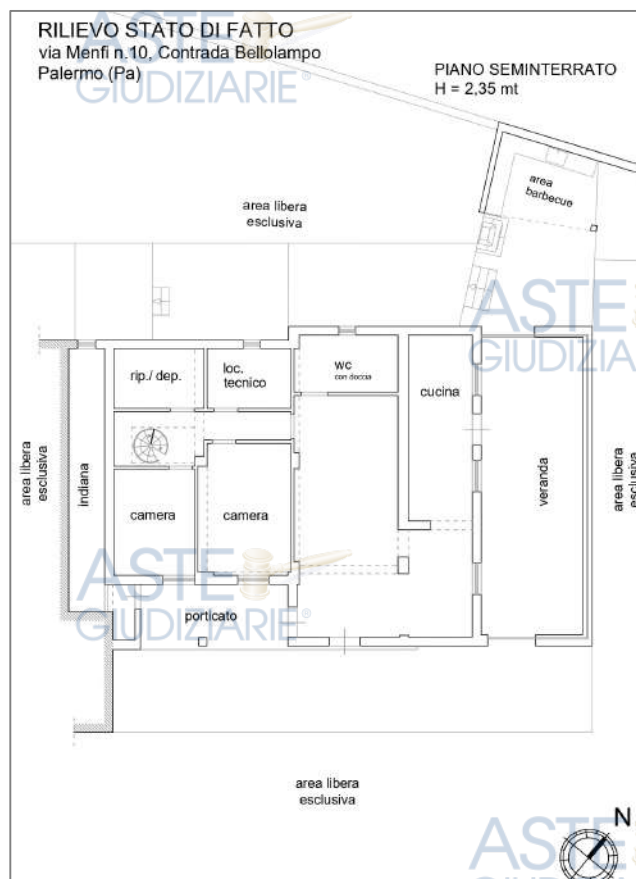 RILIEVO STATO DI FATTO
via Menfi n.10, Contrada Bellolampo
Palermo (Pa)
ASTE
GIUDIZIARIE®
PIANO SEMINTERRATO
H = 2,35 mt
area
barbecue
area libera
esclusiva
ASTE
GIUDIZIARIE
rip./ dep.
loc.
tecnico
wc
con doccia
cucina
area libera
esclusiva
indiana
camera
camera
veranda
area libera
esclusiva
ASTE
GIUDIZIARIE®
porticato
area libera
esclusiva
N
ASTE